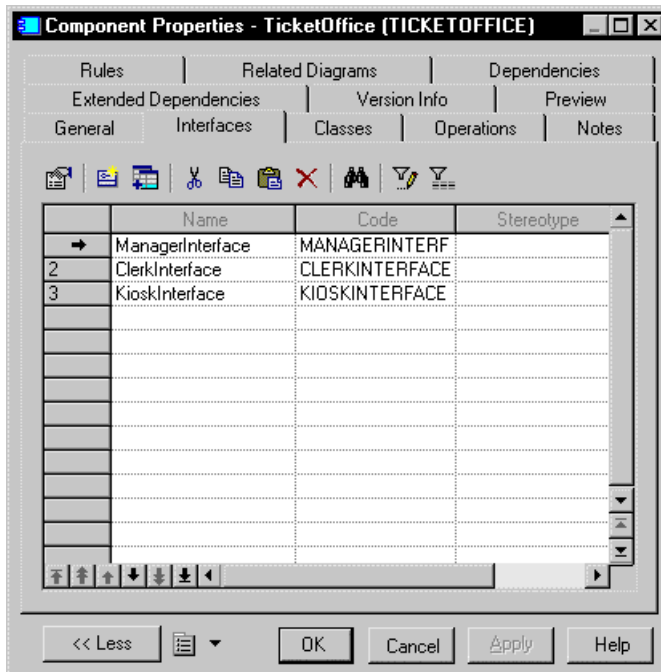 Component Properties - TicketOffice (TICKETOFFICE)
Rules Related Diagrams Dependencies
Extended Dependencies Version Info Preview
General Interfaces Classes Operations Notes
Name Code Stereotype
ManagerInterface MANAGERINTERF
2 ClerkInterface CLERKINTERFACE
3 KioskInterface KIOSKINTERFACE
<< Less OK Cancel Apply Help